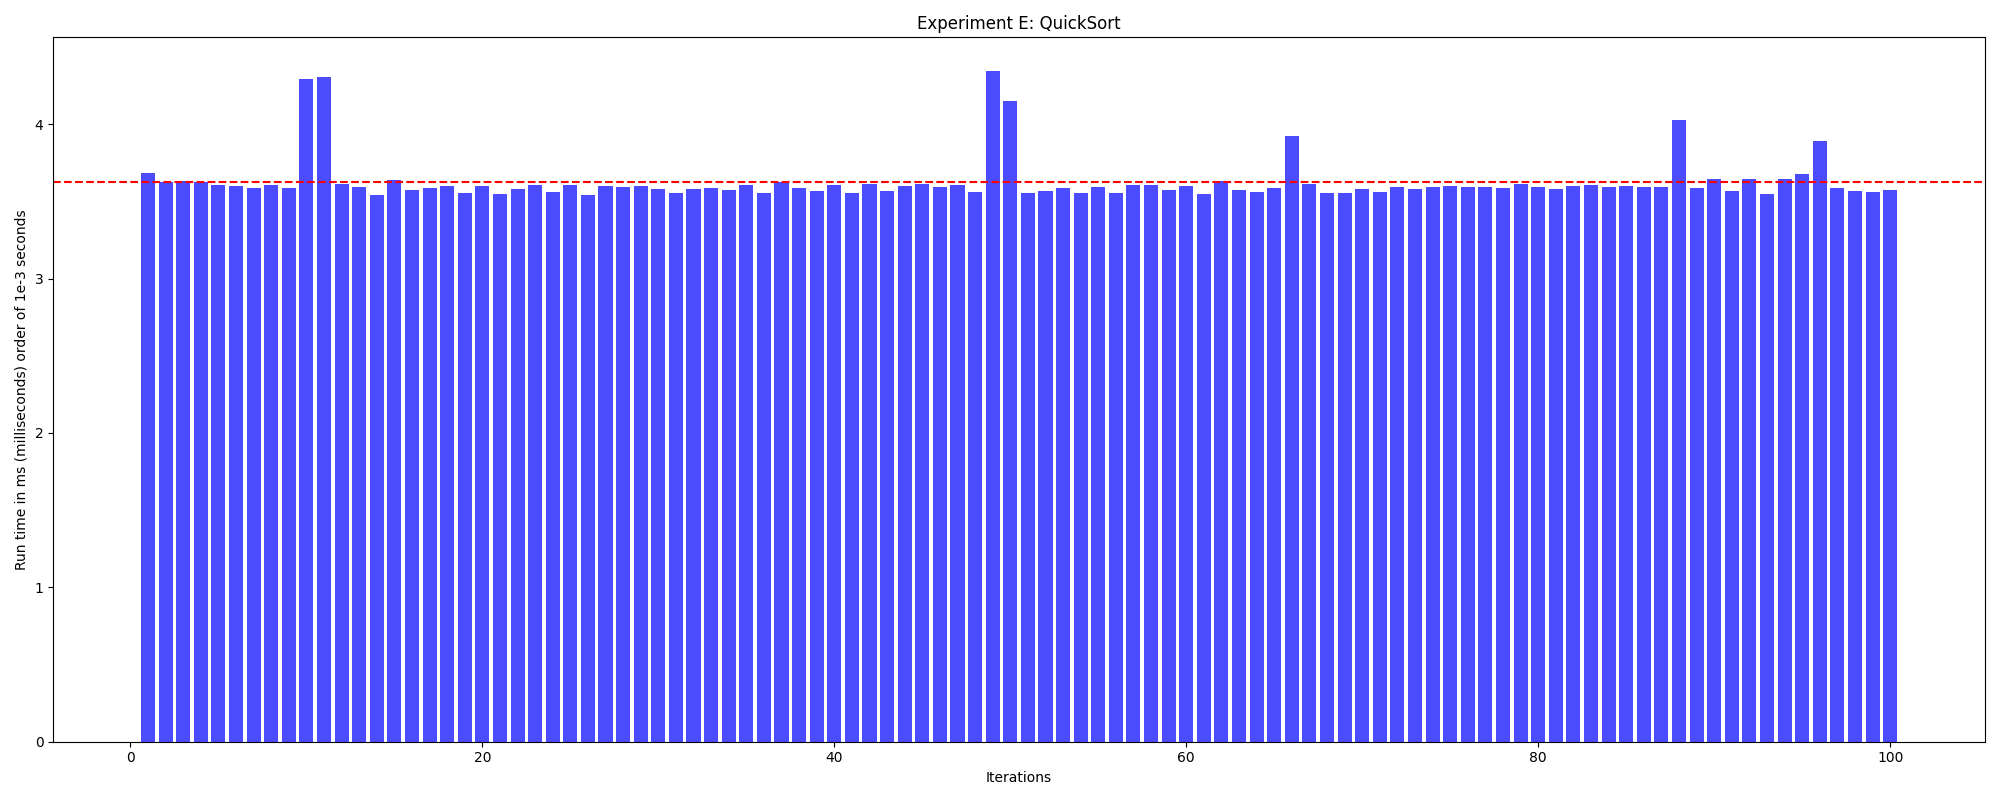 Experiment E: QuickSort
Run time in ms (milliseconds) order of 1e-3 seconds
4
3
2
1
0
0 20 40 60 80 100
Iterations